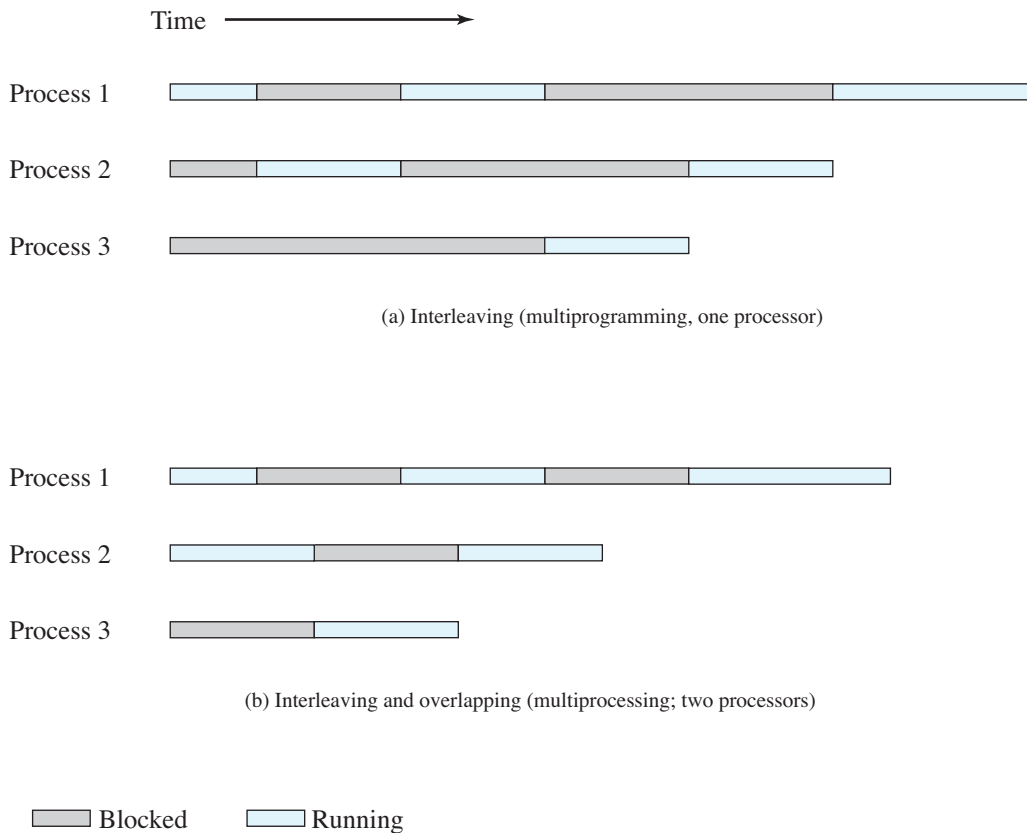 Time
Process 1
Process 2
Process 3
(a) Interleaving (multiprogramming, one processor)
Process 1
Process 2
Process 3
(b) Interleaving and overlapping (multiprocessing; two processors)
Blocked Running